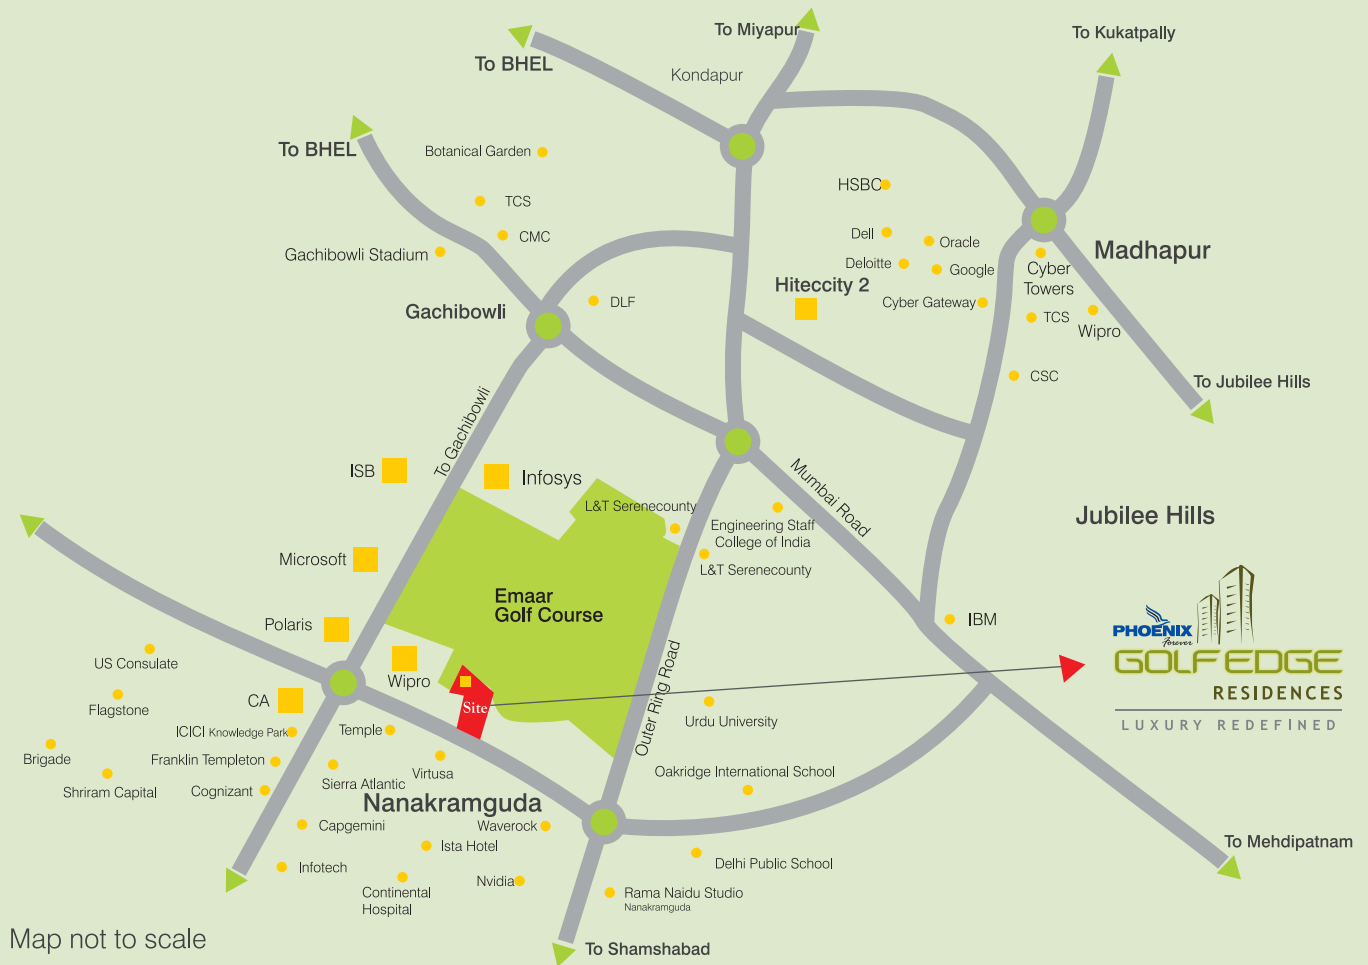 To Miyapur
To Kukatpally
To BHEL
Kondapur
To BHEL
Botanical Garden
TCS
CMC
Gachibowli Stadium
HSBC
Dell
Oracle
Deloitte
Google
Madhapur
Cyber
Towers
Hiteccity 2
Cyber Gateway
TCS
Wipro
CSC
To Jubilee Hills
Gachibowli
DLF
To Gachibowli
ISB
Infosys
L&T Serenecounty
Engineering Staff
College of India
L&T Serenecounty
Mumbai Road
Jubilee Hills
Microsoft
Emaar
Golf Course
Polaris
IBM
US Consulate
Wipro
CA
Flagstone
Site
Outer Ring Road
Urdu University
PHOENIX
Forever
GOLF EDGE
RESIDENCES
LUXURY REDEFINED
ICICI Knowledge Park
Temple
Brigade
Franklin Templeton
Virtusa
Oakridge International School
Shriram Capital
Cognizant
Sierra Atlantic
Nanakramguda
Capgemini
Waverock
Ista Hotel
Infotech
Continental
Hospital
Nvidia
Delhi Public School
Rama Naidu Studio
Nanakramguda
To Mehdipatnam
To Shamshabad
Map not to scale